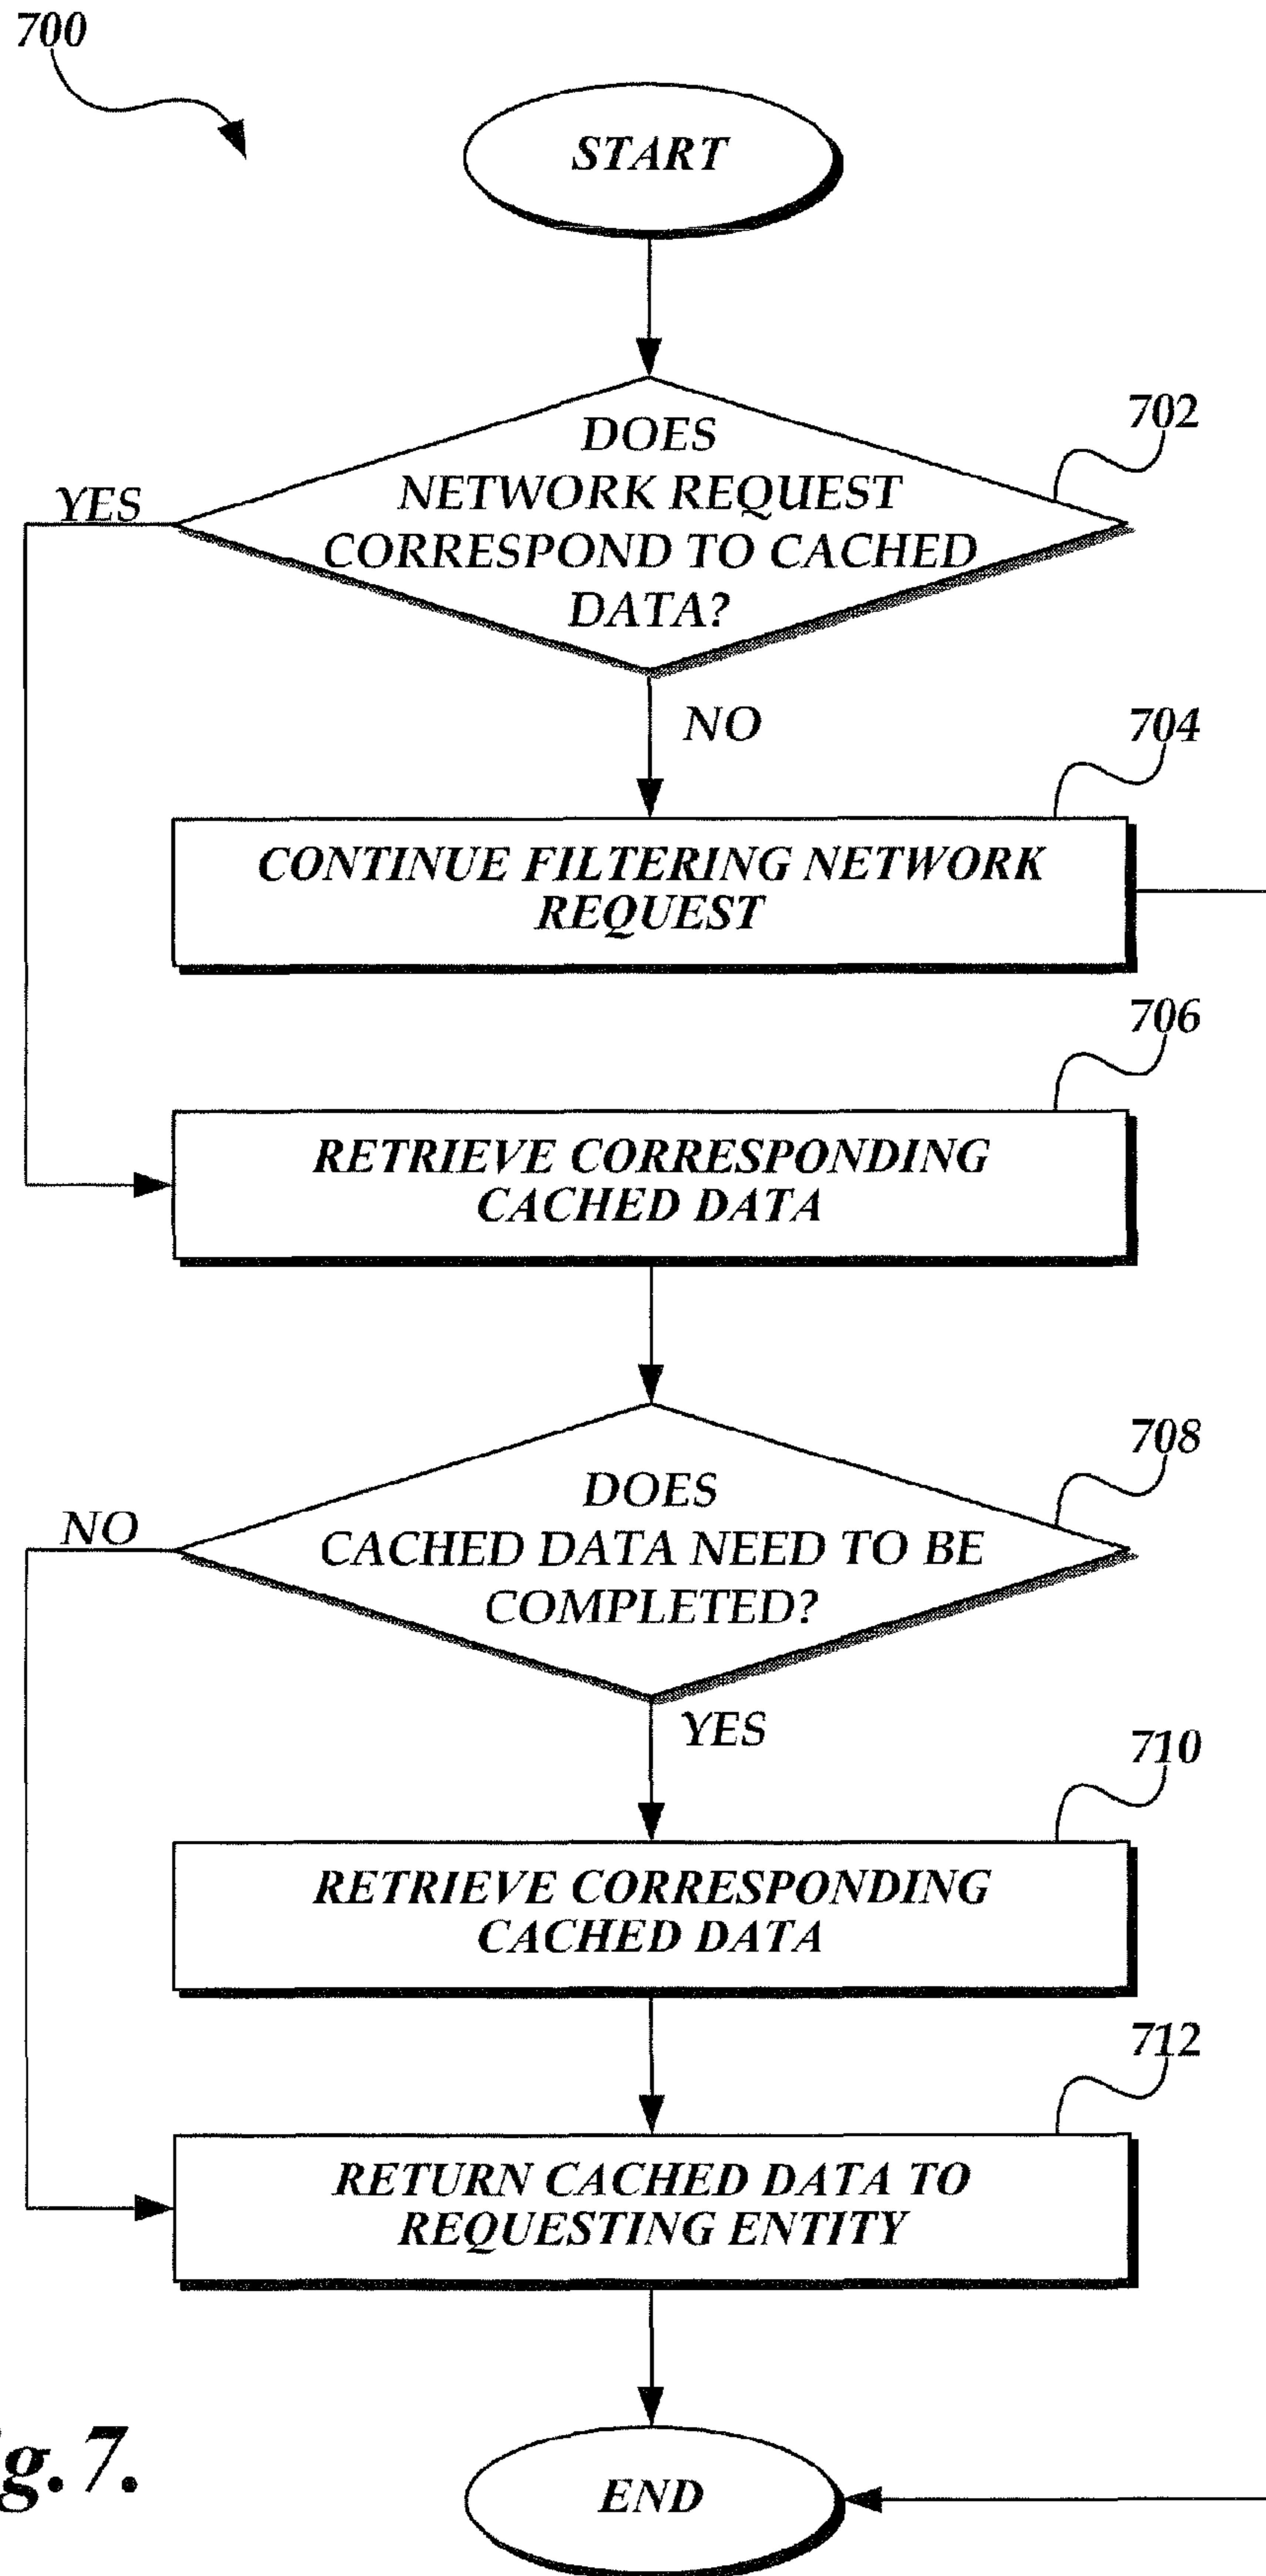 700
START
702
DOES
NETWORK REQUEST
CORRESPOND TO CACHED
DATA?
YES
NO
704
CONTINUE FILTERING NETWORK
REQUEST
706
RETRIEVE CORRESPONDING
CACHED DATA
708
DOES
CACHED DATA NEED TO BE
COMPLETED?
NO
YES
710
RETRIEVE CORRESPONDING
CACHED DATA
712
RETURN CACHED DATA TO
REQUESTING ENTITY
END
g. 7.